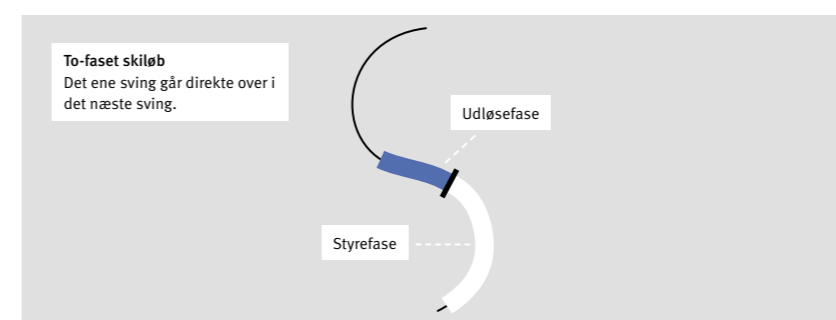 To-faset skiløb
Det ene sving går direkte over i
det næste sving.
Udløsefase
Styrefase